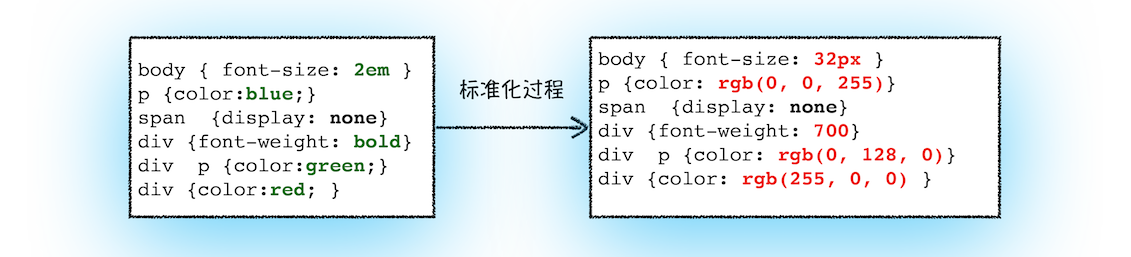 body { font-size: 2em }
p {color:blue;}
span  {display: none}
div {font-weight: bold}
div  p {color:green;}
div {color:red; }
标准化过程
body { font-size: 32px }
p {color: rgb(0, 0, 255)}
span  {display: none}
div {font-weight: 700}
div  p {color: rgb(0, 128, 0)}
div {color: rgb(255, 0, 0) }